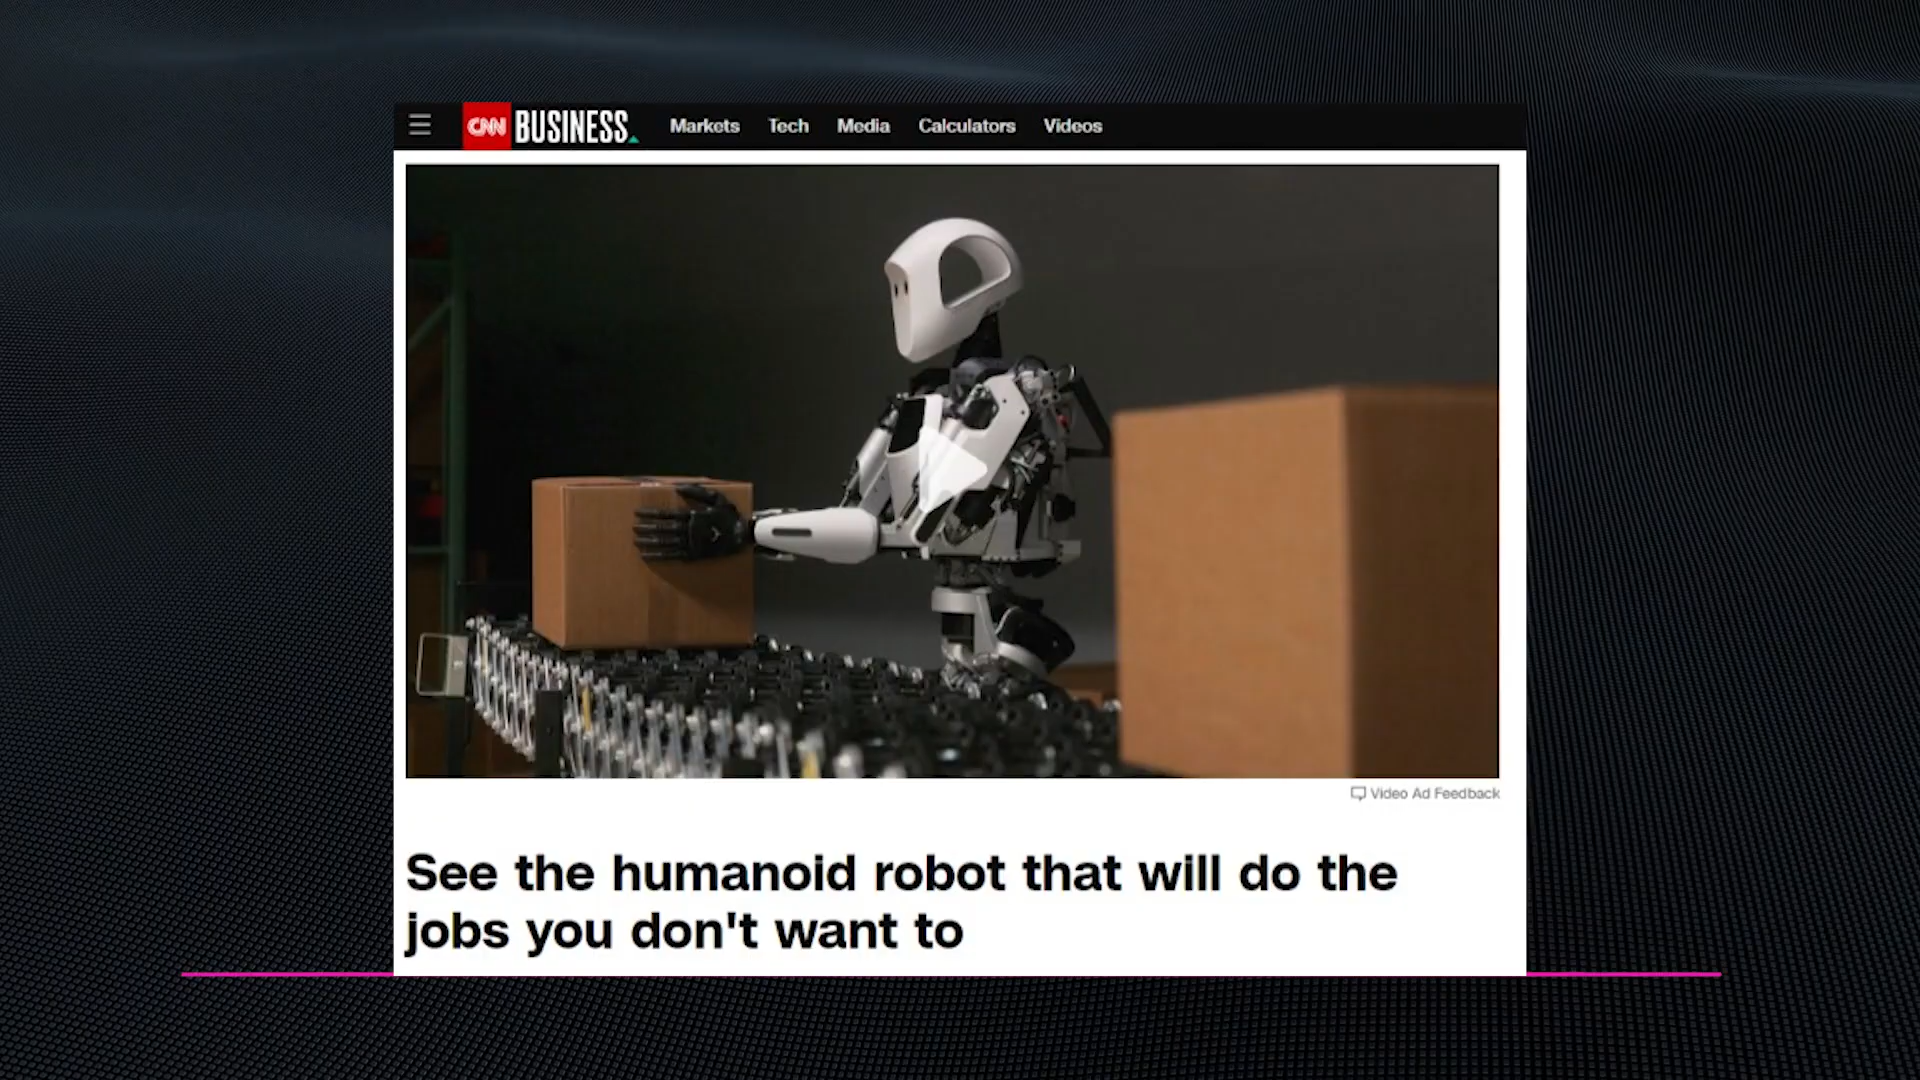 CNN BUSINESS Markets Tech Media Calculators Videos
Video Ad Feedback
See the humanoid robot that will do the
jobs you don't want to